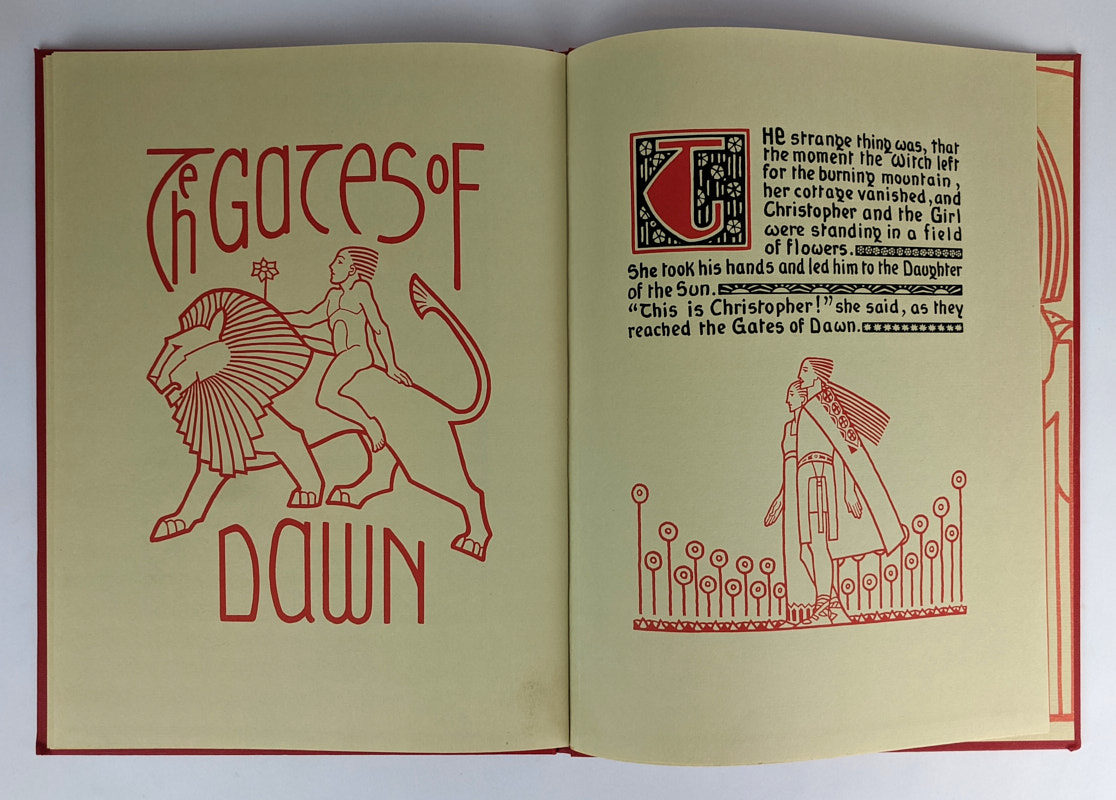 The GATES OF
DAWN
THE strange thing was, that
the moment the witch left
for the burning mountain,
her cottage vanished, and
Christopher and the Girl
were standing in a field
of flowers.
She took his hands and led him to the Daughter
of the Sun.
“This is Christopher!” she said, as they
reached the Gates of Dawn.